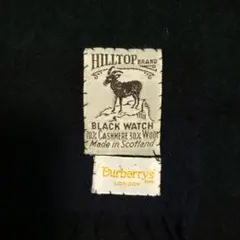 HILLTOP BRAND
BLACK WATCH
70% CASHMERE 30% WOOL
Made in Scotland
Burberrys
LONDON